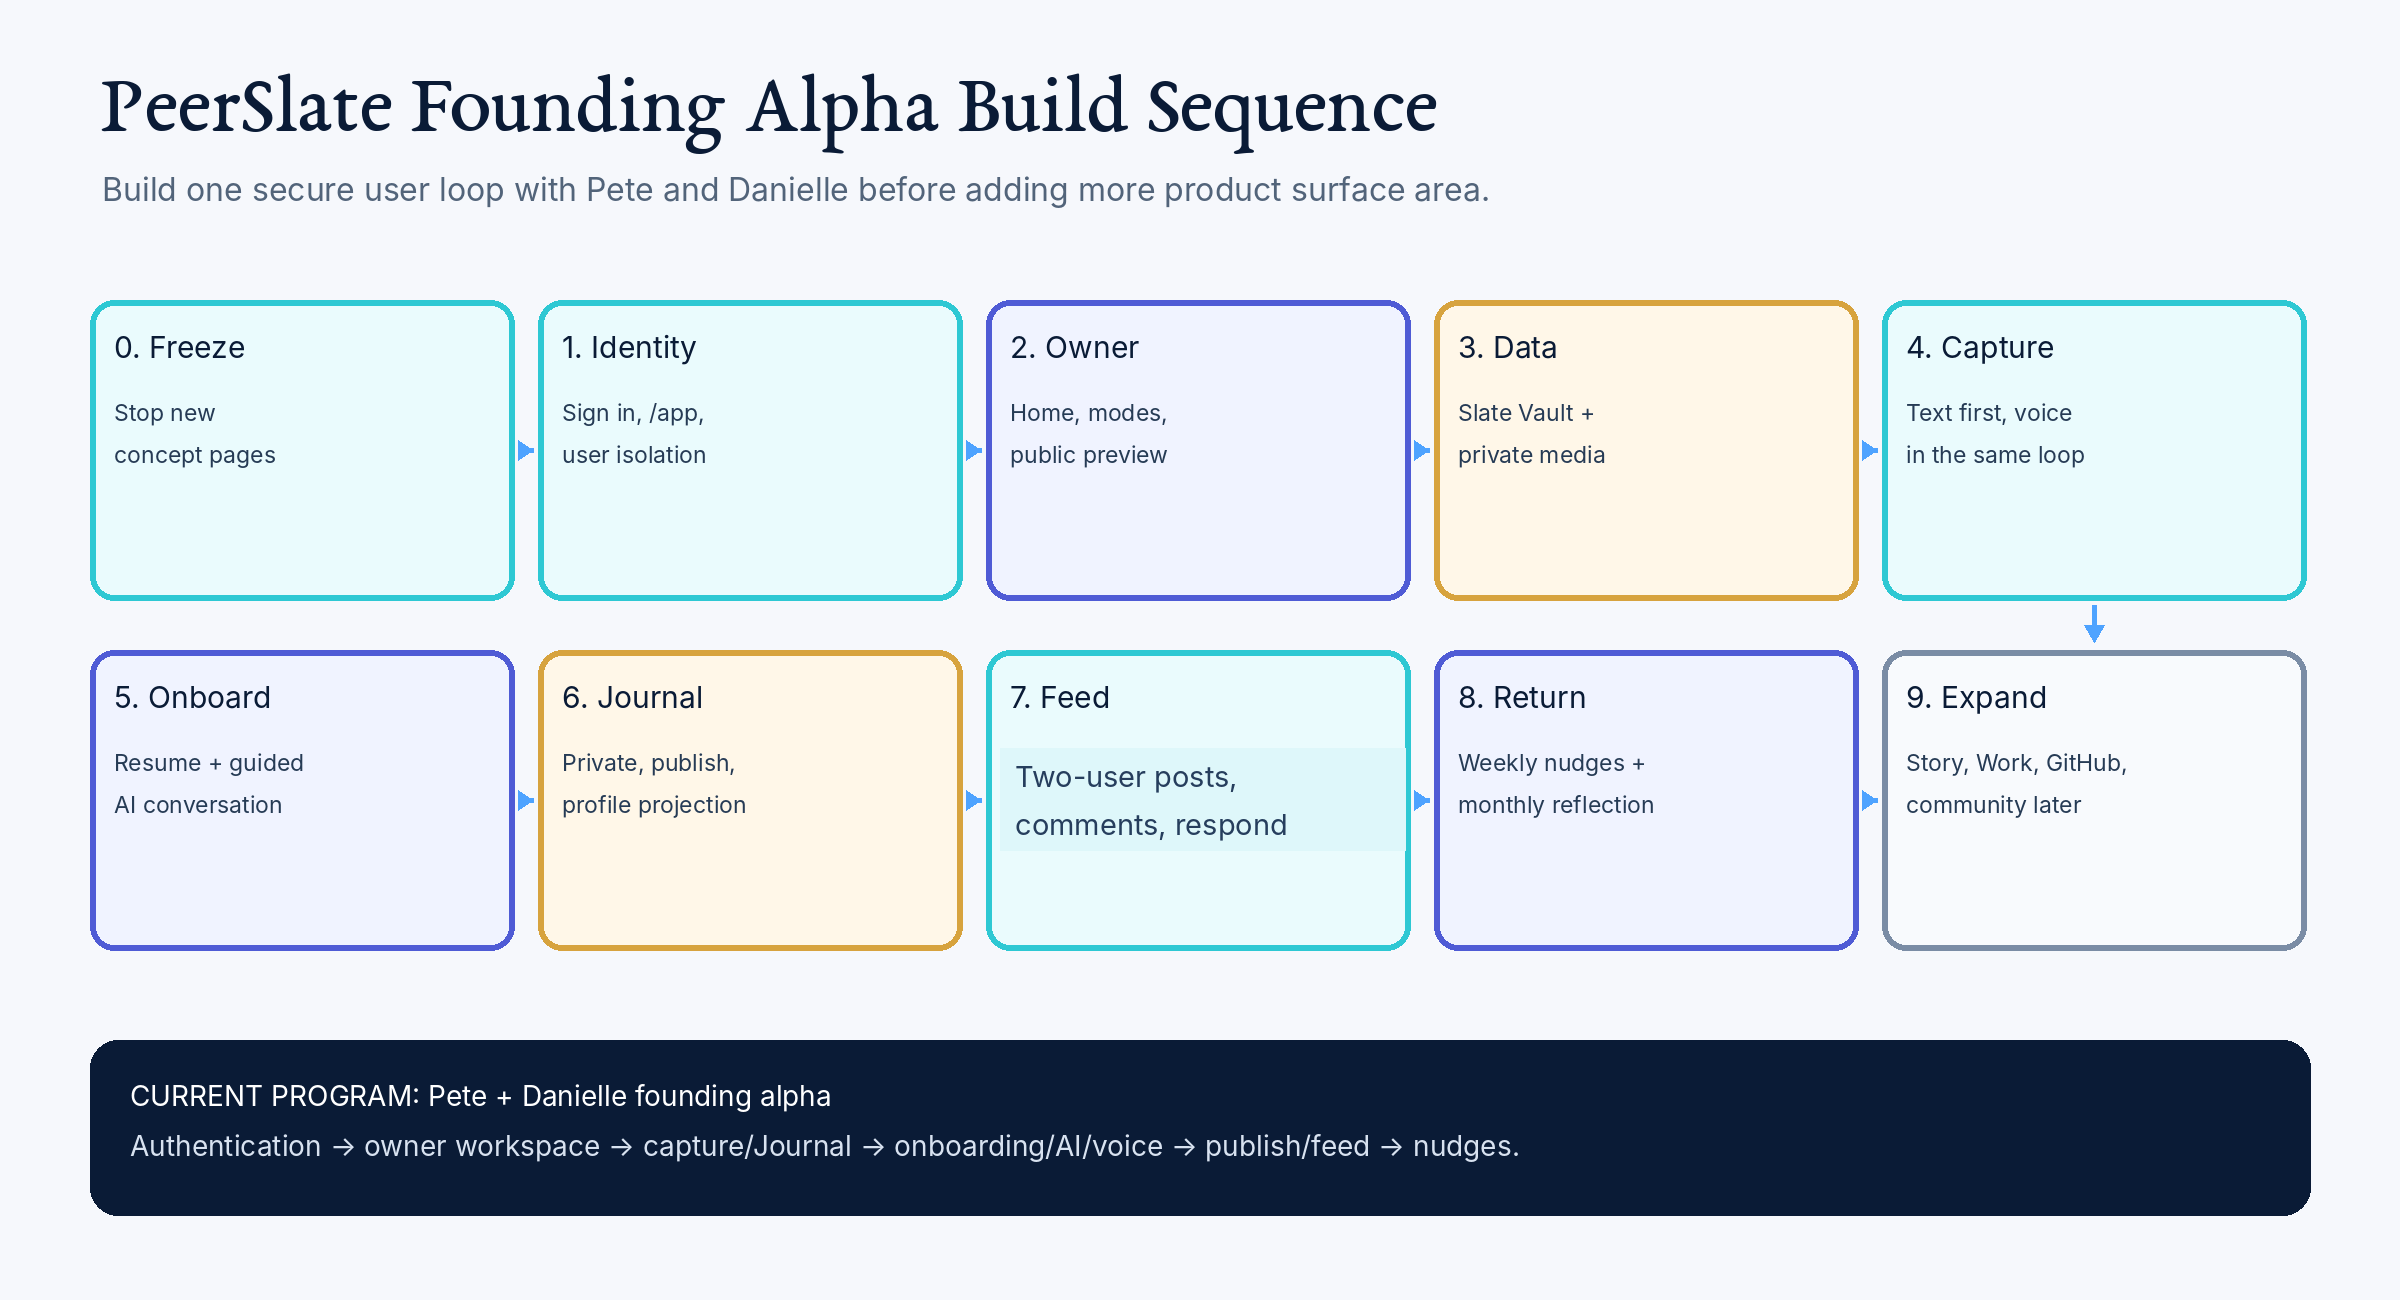 PeerSlate Founding Alpha Build Sequence
Build one secure user loop with Pete and Danielle before adding more product surface area.
0. Freeze
Stop new
concept pages
1. Identity
Sign in, /app,
user isolation
2. Owner
Home, modes,
public preview
3. Data
Slate Vault +
private media
4. Capture
Text first, voice
in the same loop
5. Onboard
Resume + guided
AI conversation
6. Journal
Private, publish,
profile projection
7. Feed
Two-user posts,
comments, respond
8. Return
Weekly nudges +
monthly reflection
9. Expand
Story, Work, GitHub,
community later
CURRENT PROGRAM: Pete + Danielle founding alpha
Authentication → owner workspace → capture/Journal → onboarding/AI/voice → publish/feed → nudges.